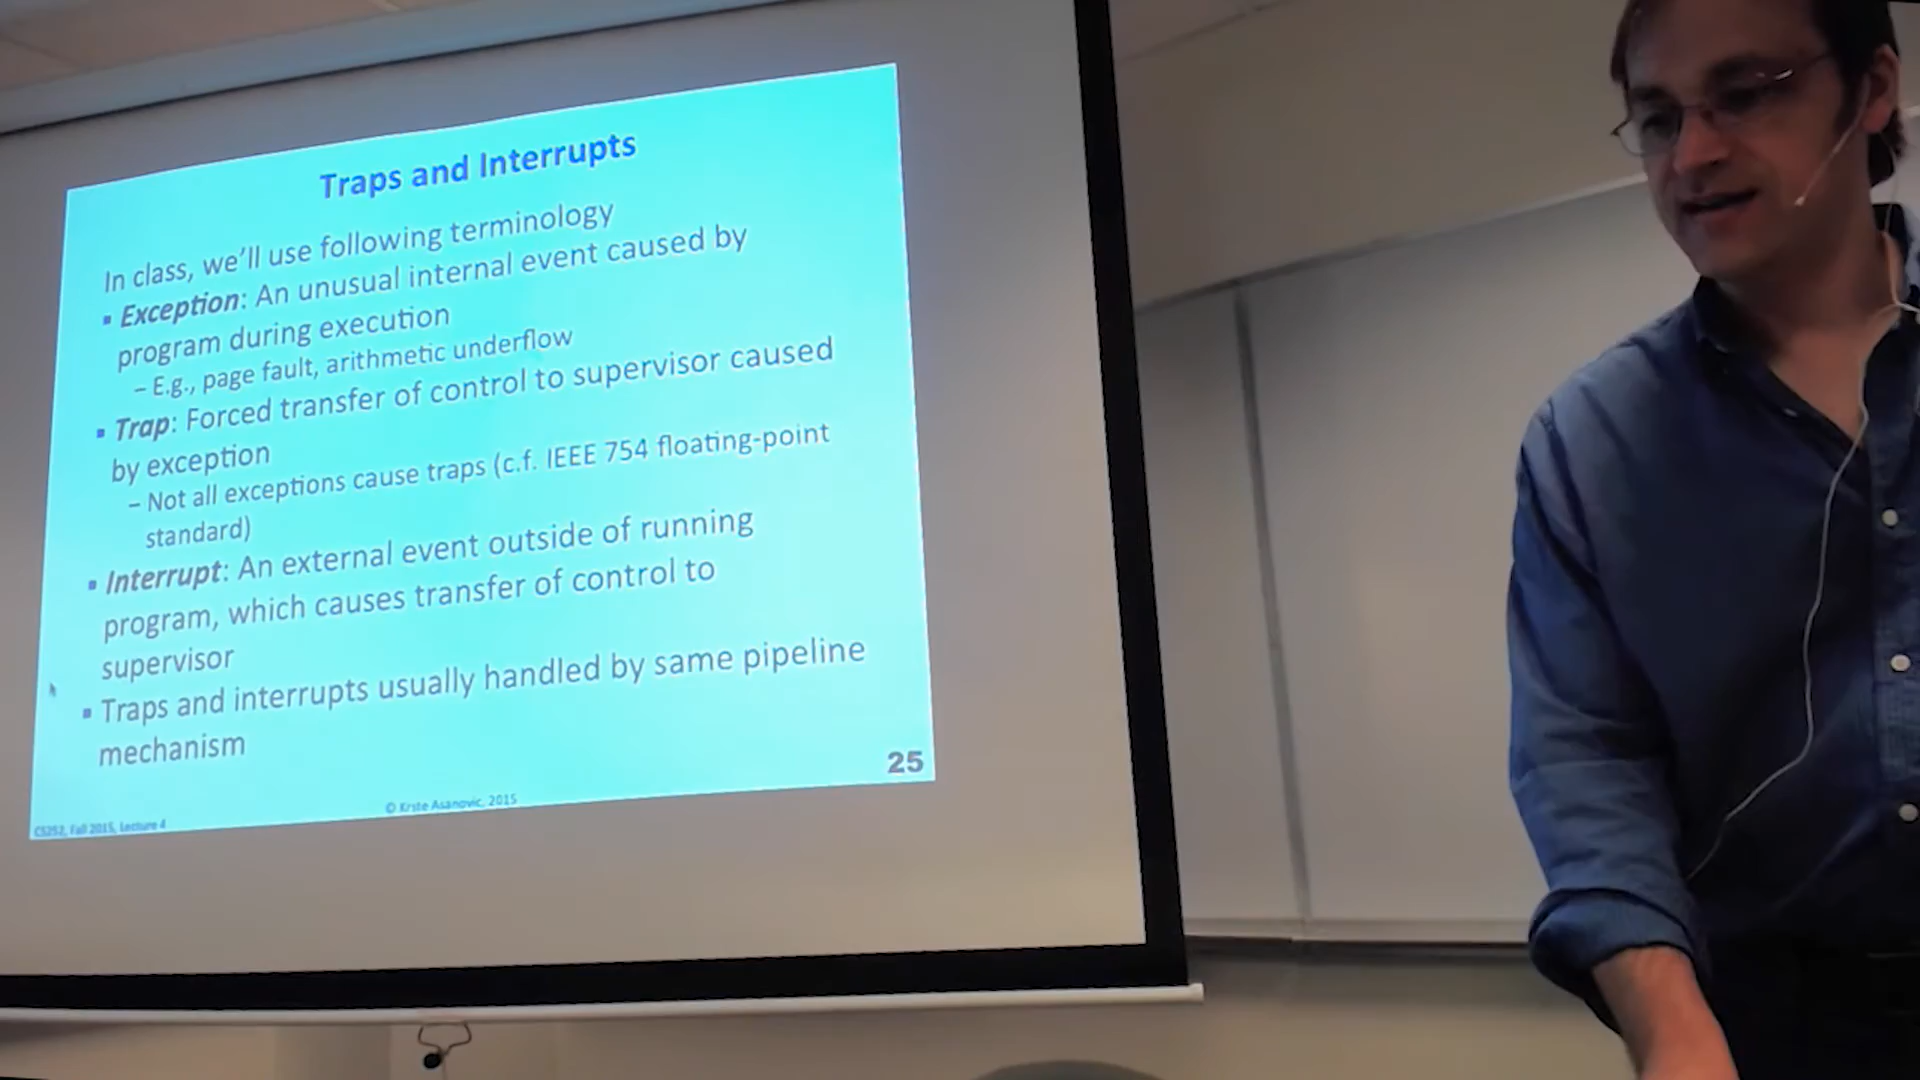 Traps and Interrupts
In class, we'll use following terminology
▪ Exception: An unusual internal event caused by
program during execution
– E.g., page fault, arithmetic underflow
▪ Trap: Forced transfer of control to supervisor caused
by exception
– Not all exceptions cause traps (c.f. IEEE 754 floating-point
standard)
▪ Interrupt: An external event outside of running
program, which causes transfer of control to
supervisor
▪ Traps and interrupts usually handled by same pipeline
mechanism
25
© Krste Asanovic, 2015
CS252, Fall 2015, Lecture 4